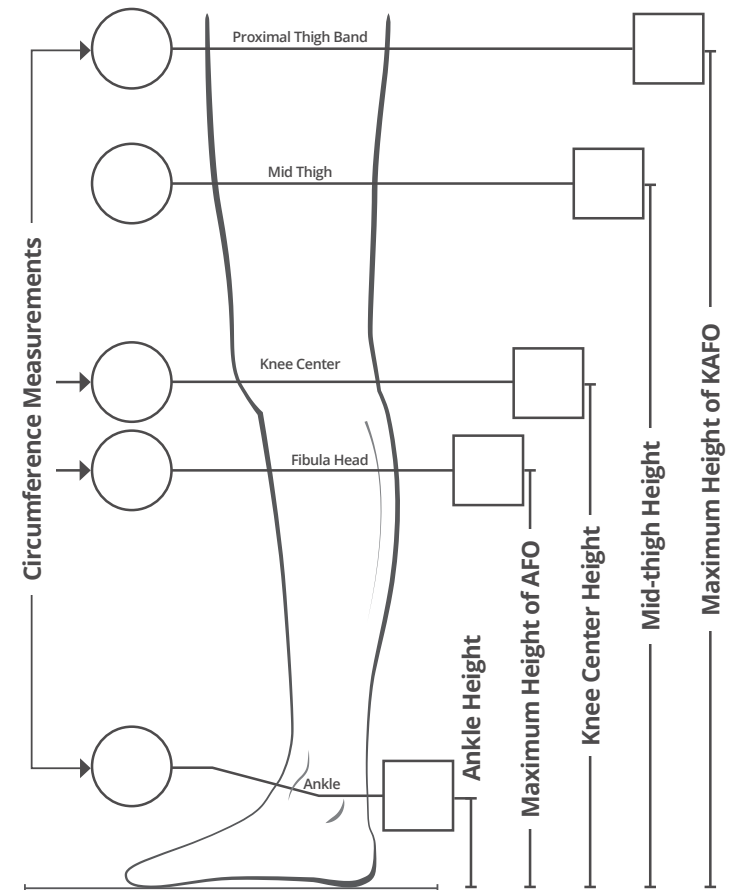 Proximal Thigh Band
Mid Thigh
Circumference Measurements
Knee Center
Fibula Head
Ankle
Ankle Height
Maximum Height of AFO
Knee Center Height
Mid-thigh Height
Maximum Height of KAFO